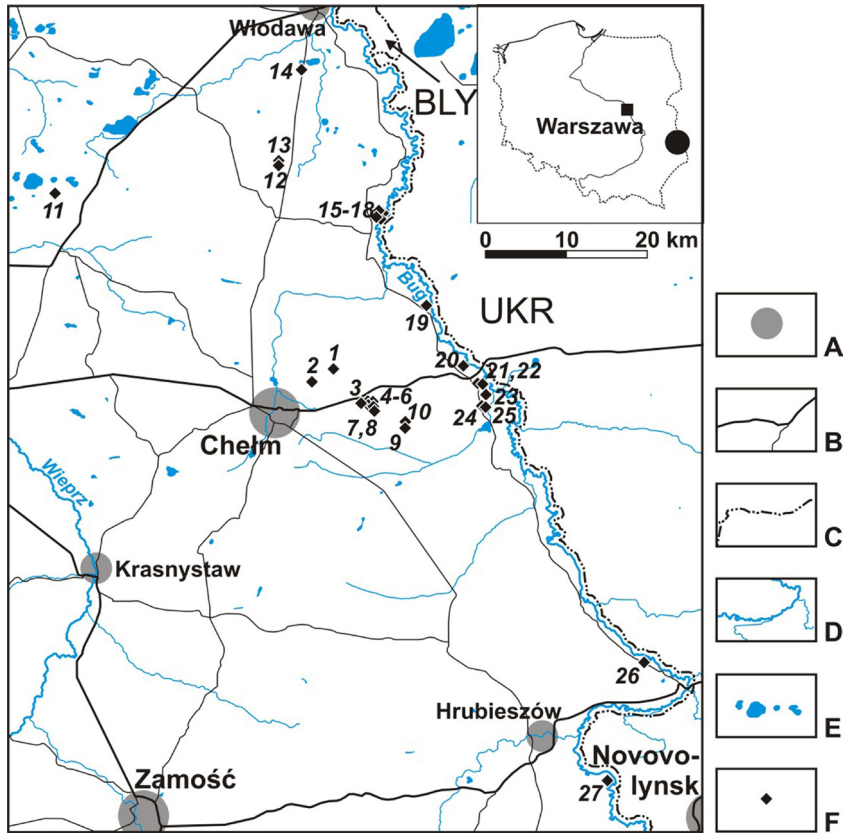 Włodawa
14
BLY
Warszawa
13
12
11
15-18
0 10 20 km
Bug
19
UKR
A
20
1
2
21,22
3
4-6
23
10
24
25
7,8
9
Chełm
B
Wieprz
C
Krasnystaw
D
26
Hrubieszów
E
Novovo-
lynsk
Zamość
27
F